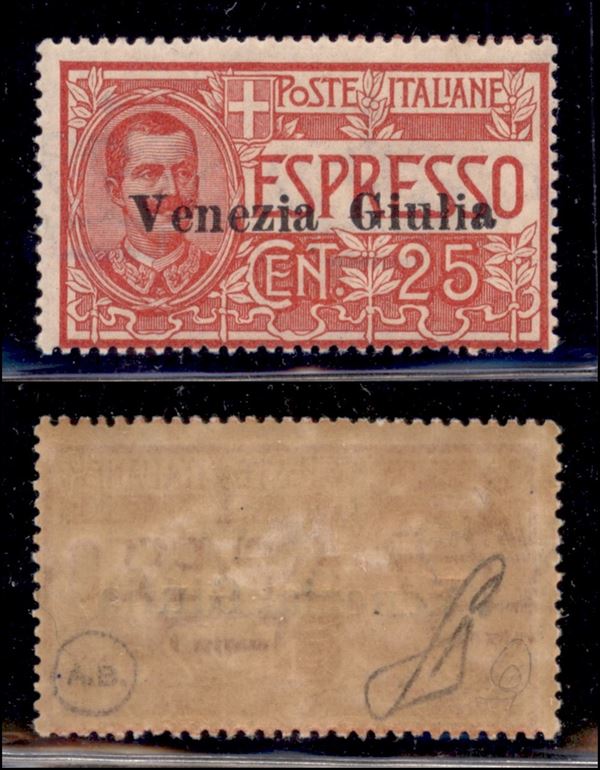 POSTE ITALIANE
ESPRESSO
Venezia Giulia
CENT. 25
A.B.